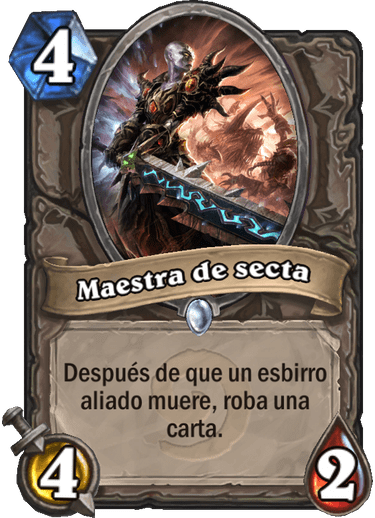 4
Maestra de secta
Después de que un esbirro
aliado muere, roba una
carta.
4
2